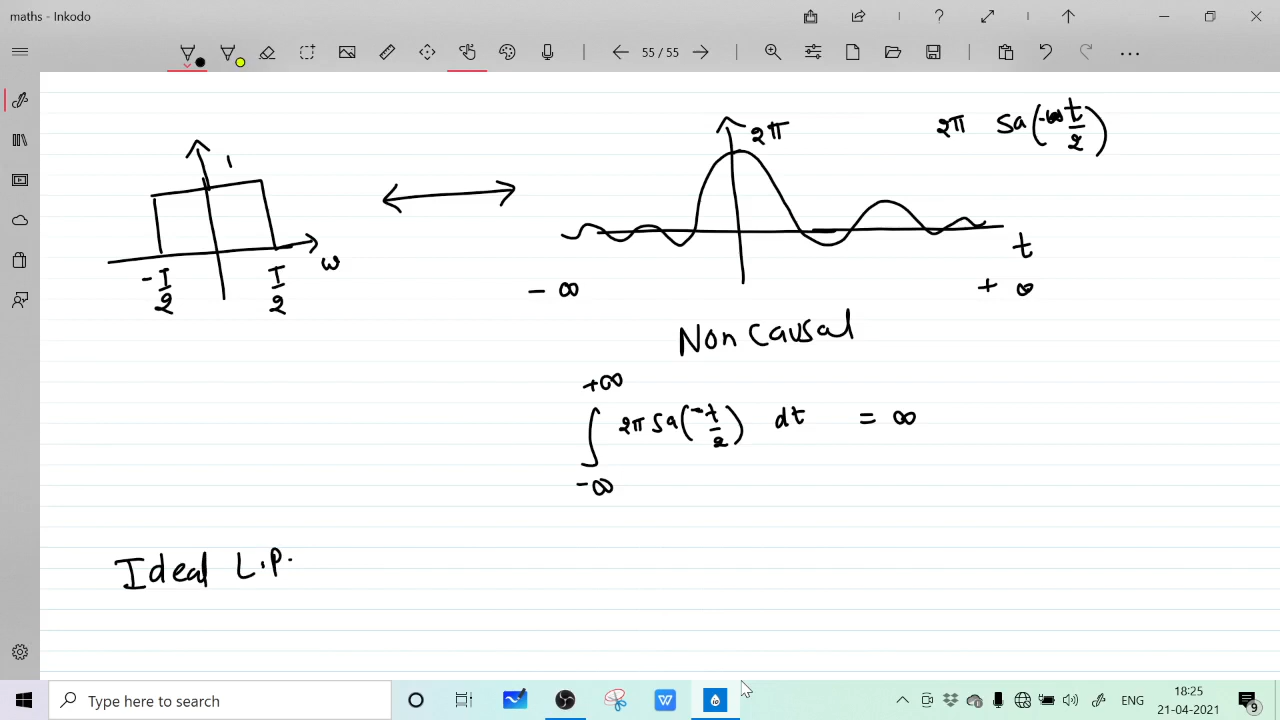 maths - Inkodo
55 / 55
2π Sa(-∞ t/2)
1
2π
ω
-T/2
T/2
t
- ∞
+ ∞
Non Causal
+∞
∫ 2π Sa(-t/2) dt = ∞
-∞
Ideal L.P.
Type here to search
ENG
18:25
21-04-2021
9